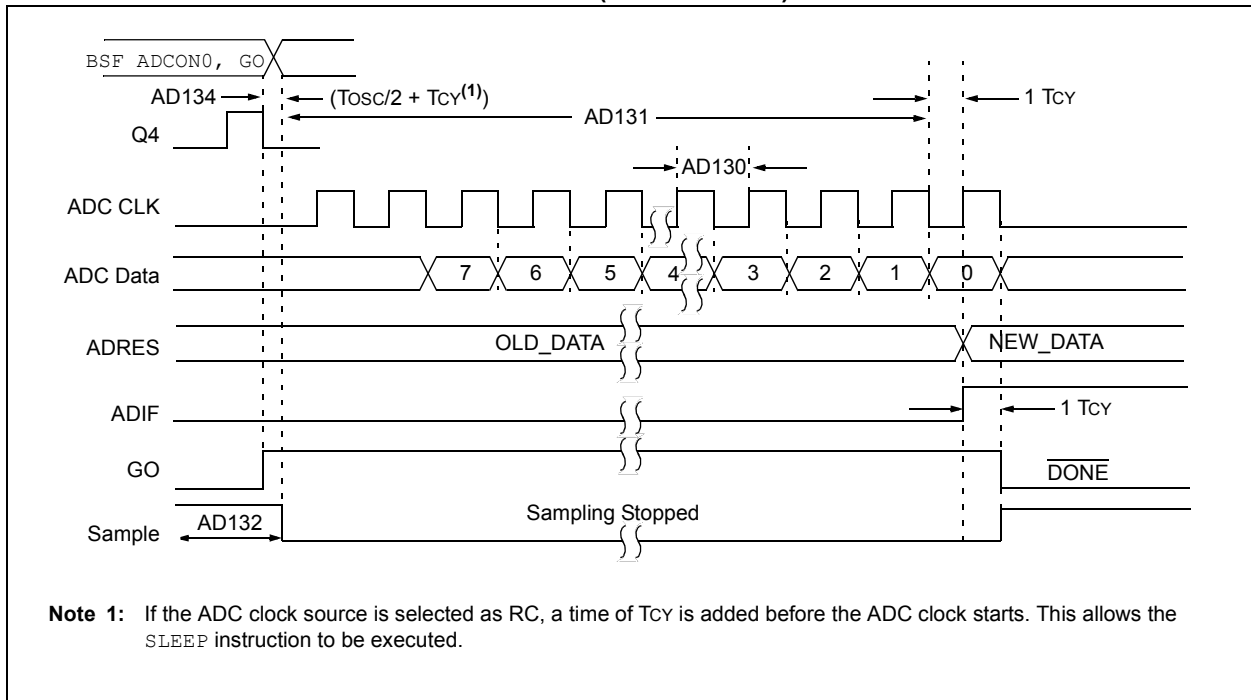 BSF ADCON0, GO
AD134
(TOSC/2 + TCY(1))
1 TCY
AD131
Q4
AD130
ADC CLK
ADC Data
7 6 5 4 3 2 1 0
ADRES
OLD_DATA
NEW_DATA
ADIF
1 TCY
GO
DONE
Sample
AD132
Sampling Stopped
Note 1: If the ADC clock source is selected as RC, a time of TCY is added before the ADC clock starts. This allows the
SLEEP instruction to be executed.